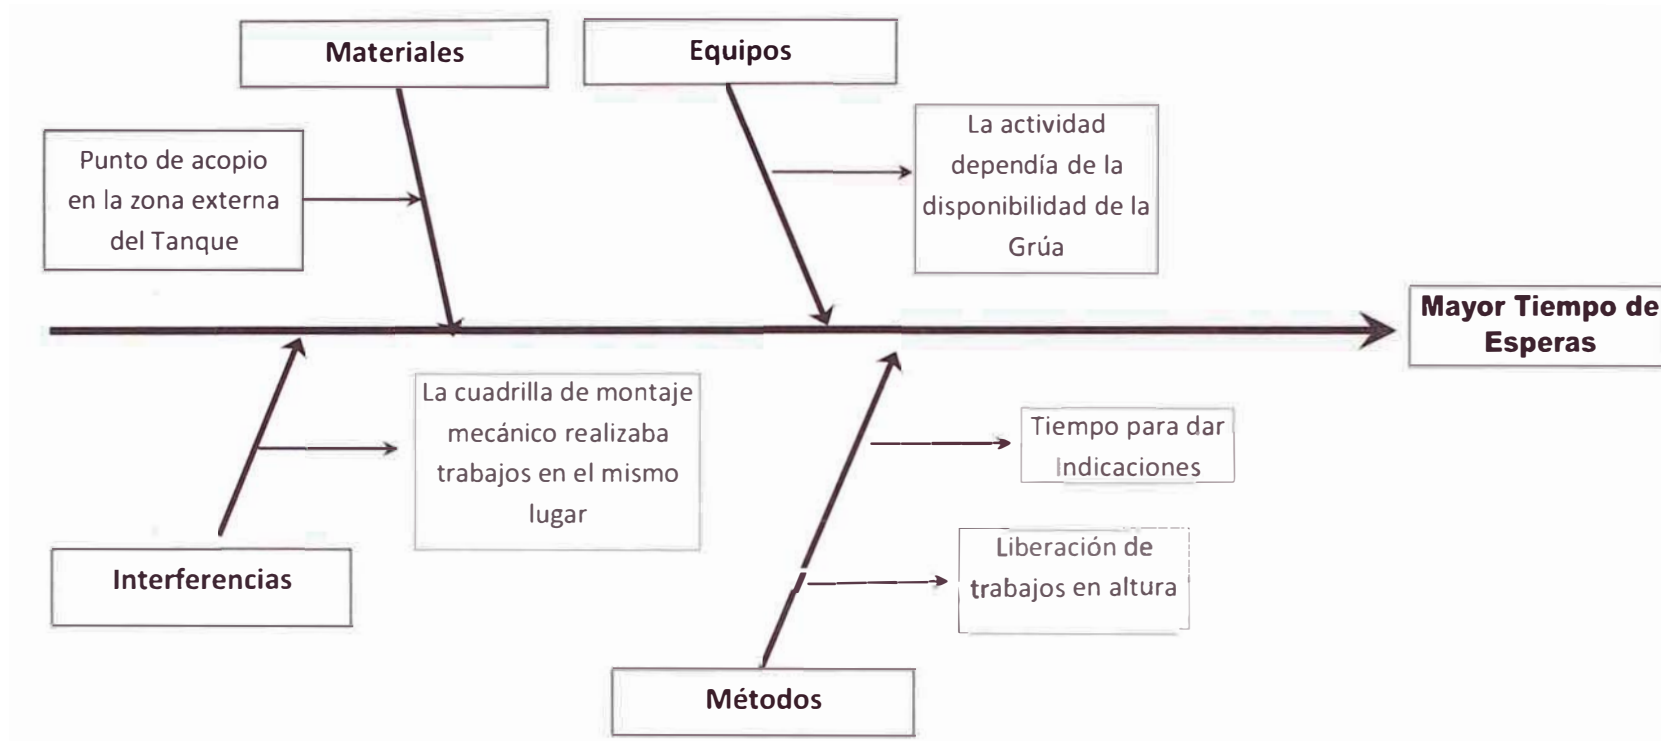 Materiales
Equipos
Punto de acopio
en la zona externa
del Tanque
La actividad
dependía de la
disponibilidad de la
Grúa
Mayor Tiempo de
Esperas
La cuadrilla de montaje
mecánico realizaba
trabajos en el mismo
lugar
Tiempo para dar
Indicaciones
Interferencias
Liberación de
trabajos en altura
Métodos